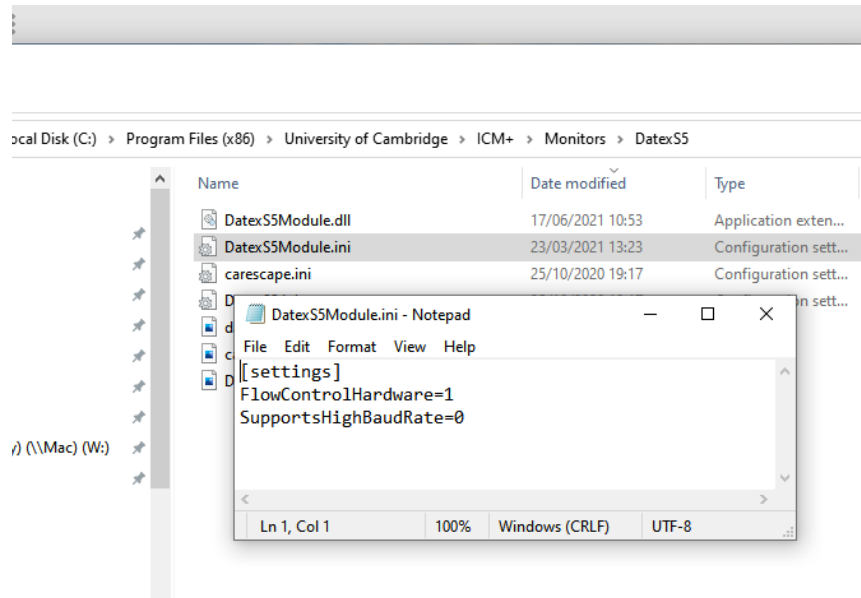 ocal Disk (C:) > Program Files (x86) > University of Cambridge > ICM+ > Monitors > DatexS5
Name Date modified Type
DatexS5Module.dll 17/06/2021 10:53 Application exten...
DatexS5Module.ini 23/03/2021 13:23 Configuration sett...
carescape.ini 25/10/2020 19:17 Configuration sett...
D on sett...
d
c
D
DatexS5Module.ini - Notepad
File Edit Format View Help
[settings]
FlowControlHardware=1
SupportsHighBaudRate=0
y) (\\Mac) (W:)
Ln 1, Col 1 100% Windows (CRLF) UTF-8